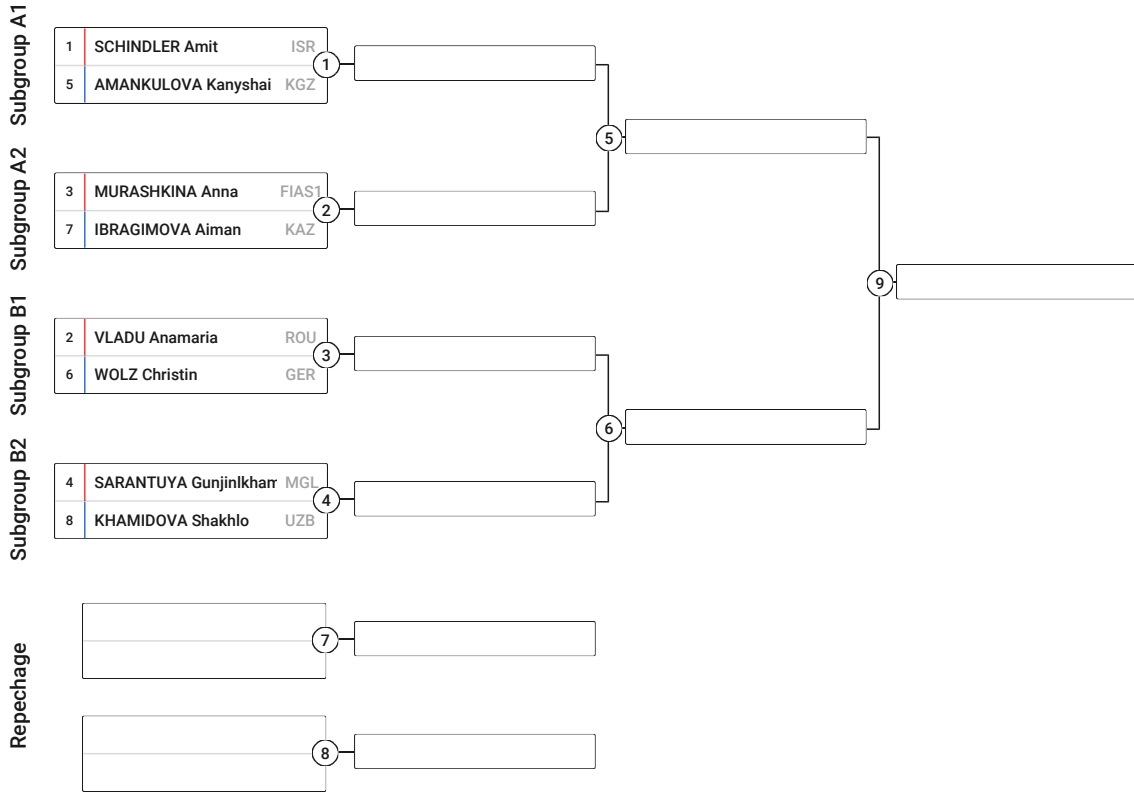 Subgroup A1
1 SCHINDLER Amit ISR
1
5 AMANKULOVA Kanyshai KGZ
5
Subgroup A2
3 MURASHKINA Anna FIAS1
2
7 IBRAGIMOVA Aiman KAZ
9
Subgroup B1
2 VLADU Anamaria ROU
3
6 WOLZ Christin GER
6
Subgroup B2
4 SARANTUYA Gunjinlkham MGL
4
8 KHAMIDOVA Shakhlo UZB
Repechage
7
8